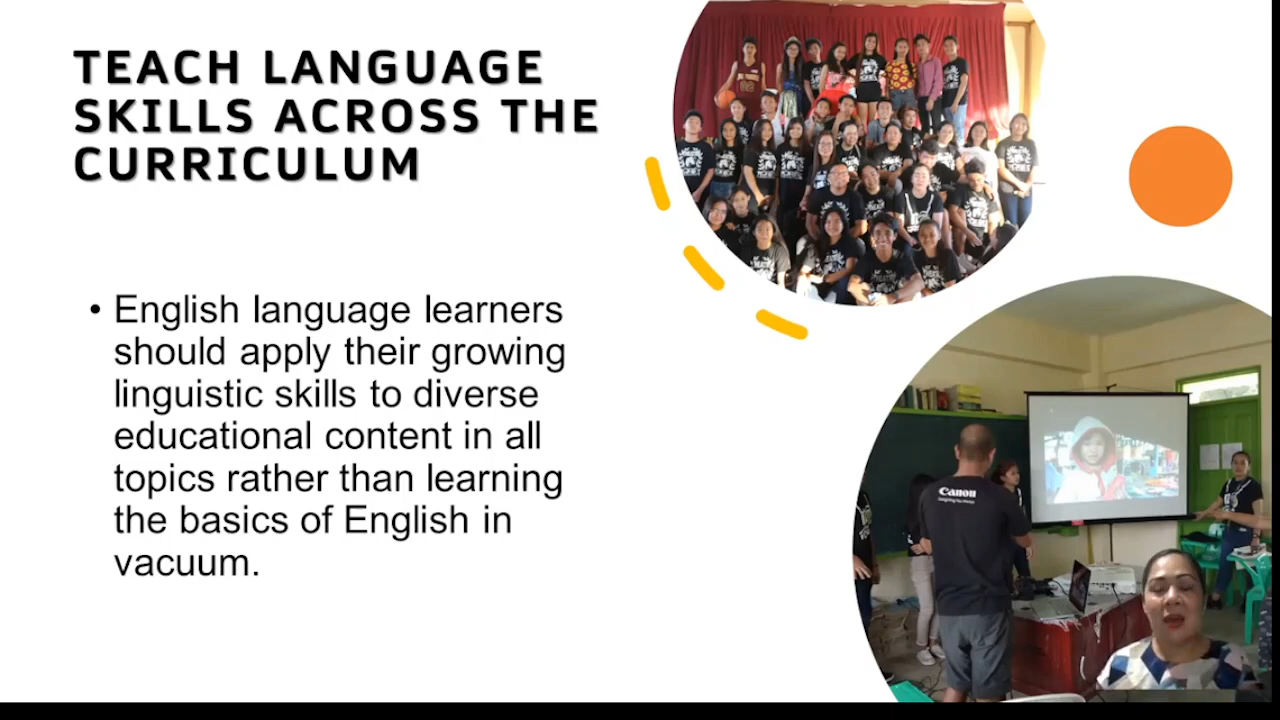 TEACH LANGUAGE
SKILLS ACROSS THE
CURRICULUM
• English language learners
should apply their growing
linguistic skills to diverse
educational content in all
topics rather than learning
the basics of English in
vacuum.
Canon